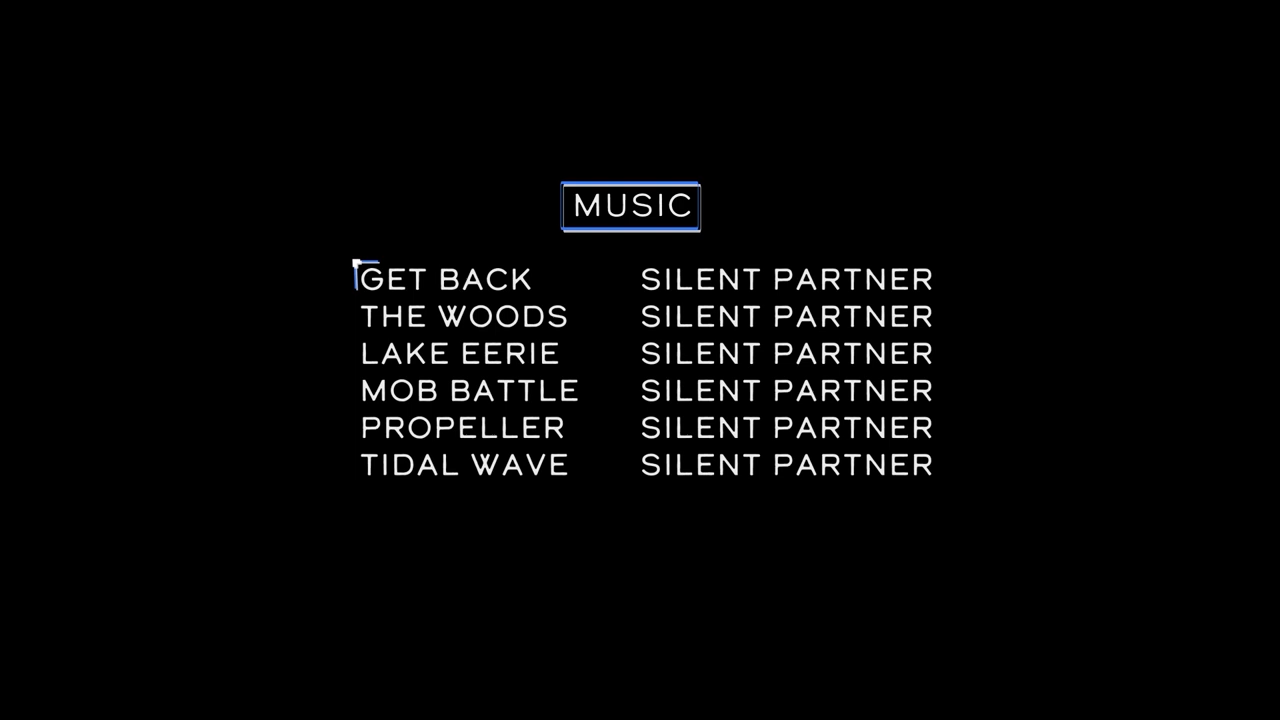 MUSIC
GET BACK SILENT PARTNER
THE WOODS SILENT PARTNER
LAKE EERIE SILENT PARTNER
MOB BATTLE SILENT PARTNER
PROPELLER SILENT PARTNER
TIDAL WAVE SILENT PARTNER